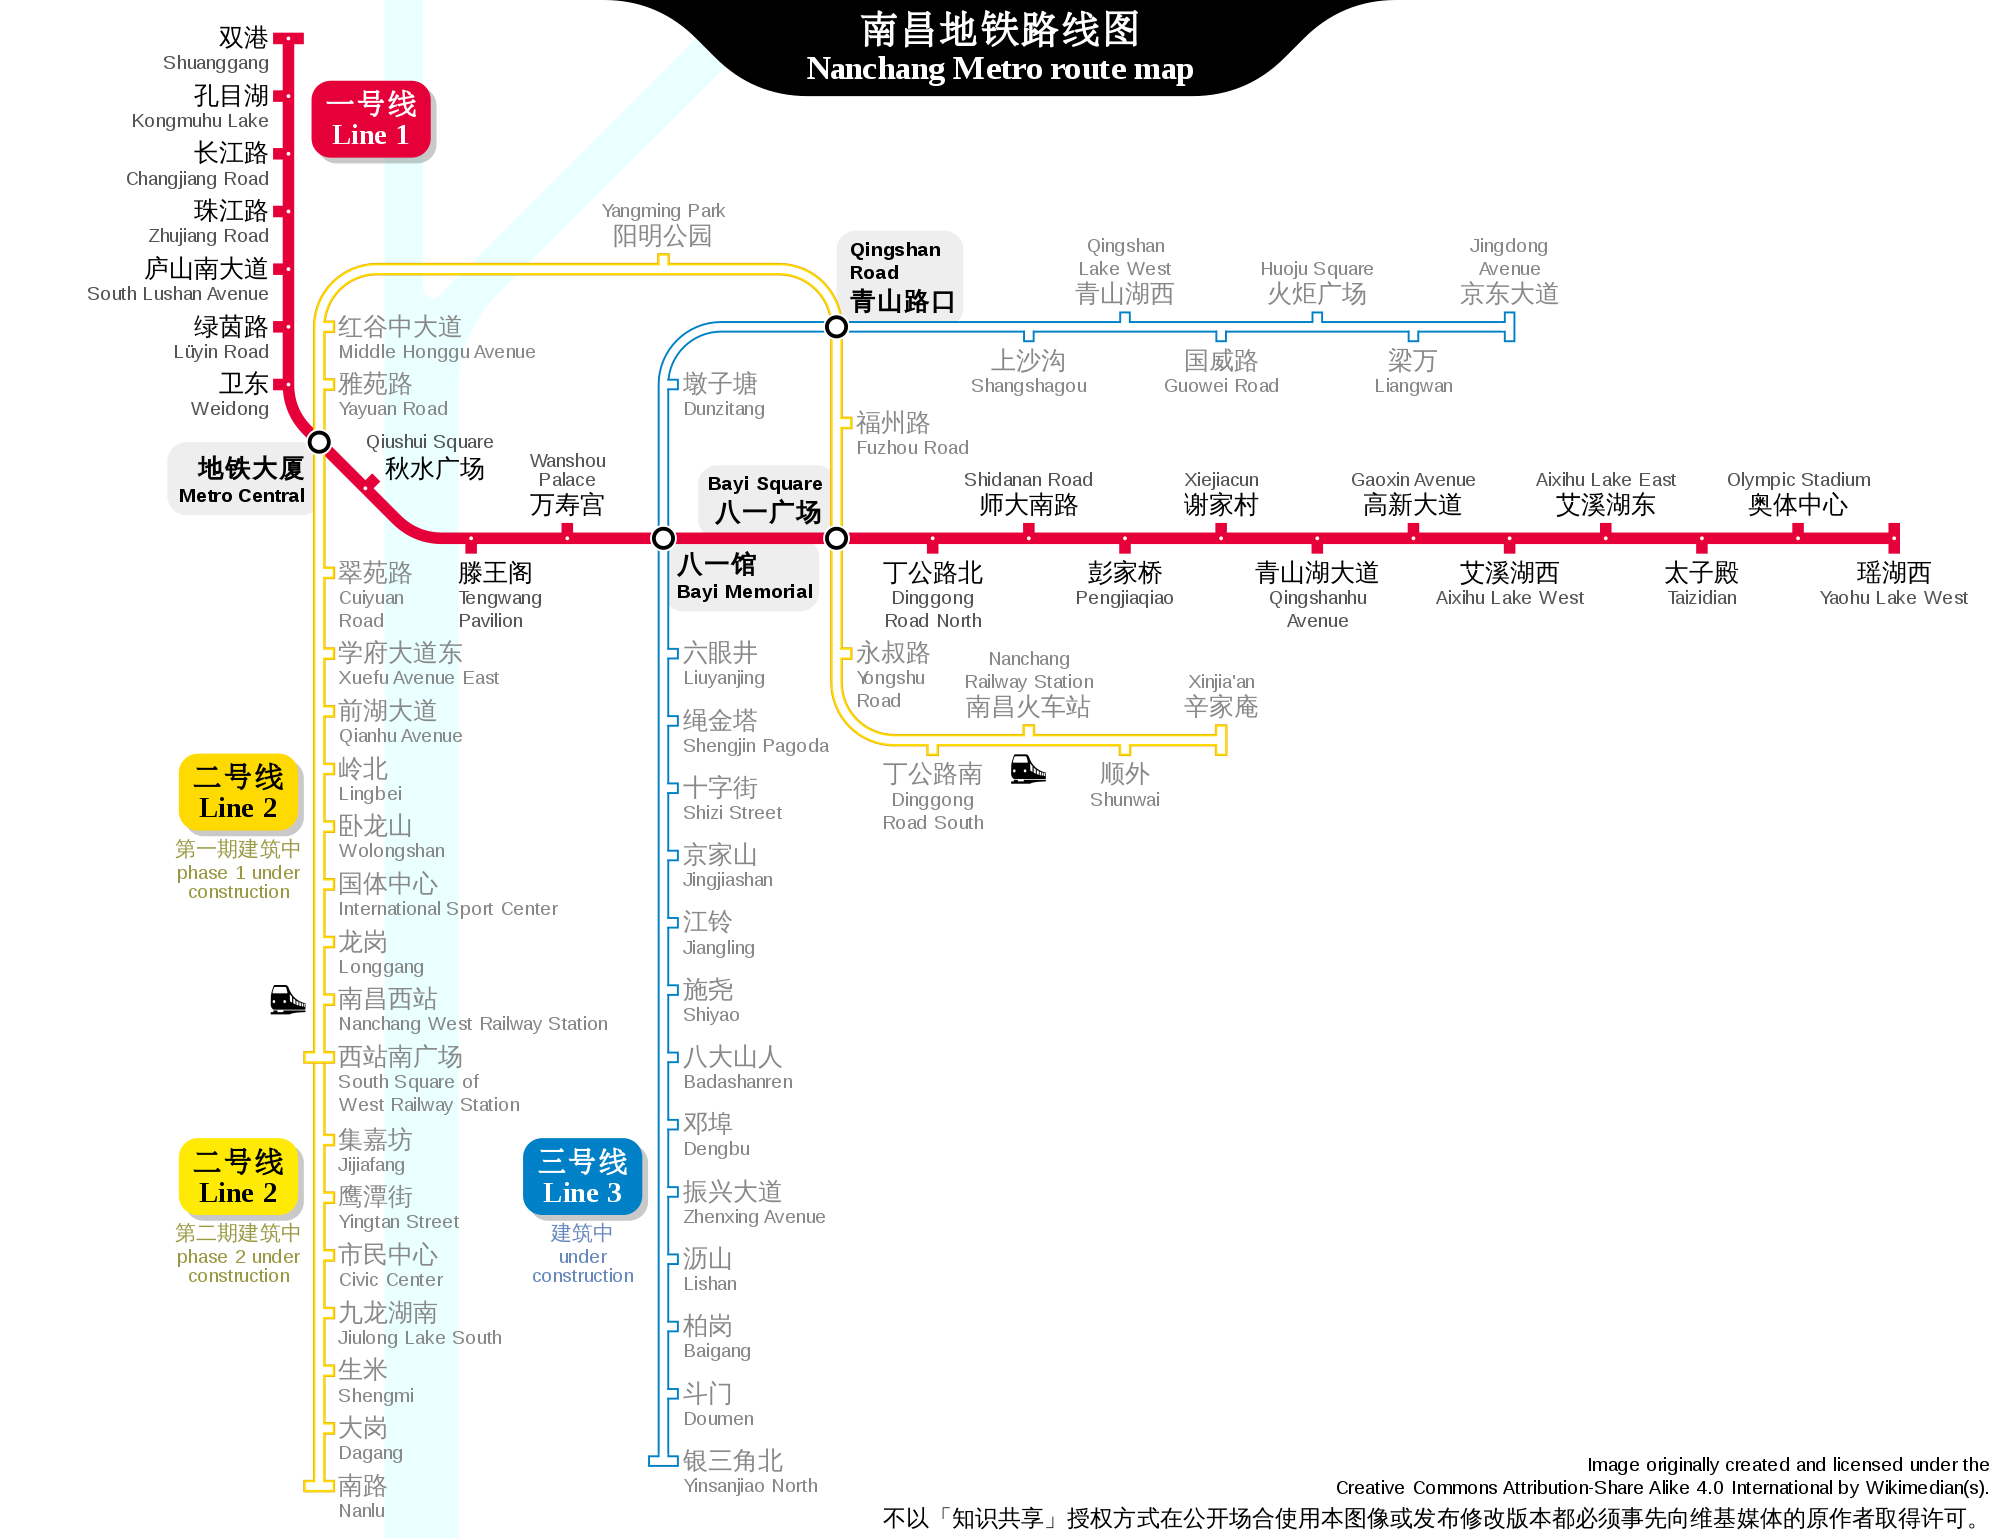 南昌地铁路线图
Nanchang Metro route map
双港
Shuanggang
孔目湖
Kongmuhu Lake
长江路
Changjiang Road
珠江路
Zhujiang Road
庐山南大道
South Lushan Avenue
绿茵路
Lüyin Road
卫东
Weidong
一号线
Line 1
地铁大厦
Metro Central
Qiushui Square
秋水广场
Wanshou
Palace
万寿宫
滕王阁
Tengwang
Pavilion
八一馆
Bayi Memorial
Bayi Square
八一广场
丁公路北
Dinggong
Road North
Shidanan Road
师大南路
彭家桥
Pengjiaqiao
Xiejiacun
谢家村
青山湖大道
Qingshanhu
Avenue
Gaoxin Avenue
高新大道
艾溪湖西
Aixihu Lake West
Aixihu Lake East
艾溪湖东
太子殿
Taizidian
Olympic Stadium
奥体中心
瑶湖西
Yaohu Lake West
Yangming Park
阳明公园
Qingshan
Road
青山路口
红谷中大道
Middle Honggu Avenue
雅苑路
Yayuan Road
翠苑路
Cuiyuan
Road
学府大道东
Xuefu Avenue East
前湖大道
Qianhu Avenue
岭北
Lingbei
卧龙山
Wolongshan
国体中心
International Sport Center
龙岗
Longgang
南昌西站
Nanchang West Railway Station
西站南广场
South Square of
West Railway Station
集嘉坊
Jijiafang
鹰潭街
Yingtan Street
市民中心
Civic Center
九龙湖南
Jiulong Lake South
生米
Shengmi
大岗
Dagang
南路
Nanlu
二号线
Line 2
第一期建筑中
phase 1 under
construction
二号线
Line 2
第二期建筑中
phase 2 under
construction
福州路
Fuzhou Road
永叔路
Yongshu
Road
丁公路南
Dinggong
Road South
Nanchang
Railway Station
南昌火车站
顺外
Shunwai
Xinjia'an
辛家庵
Jingdong
Avenue
京东大道
梁万
Liangwan
Huoju Square
火炬广场
国威路
Guowei Road
Qingshan
Lake West
青山湖西
上沙沟
Shangshagou
墩子塘
Dunzitang
六眼井
Liuyanjing
绳金塔
Shengjin Pagoda
十字街
Shizi Street
京家山
Jingjiashan
江铃
Jiangling
施尧
Shiyao
八大山人
Badashanren
邓埠
Dengbu
振兴大道
Zhenxing Avenue
沥山
Lishan
柏岗
Baigang
斗门
Doumen
银三角北
Yinsanjiao North
三号线
Line 3
建筑中
under
construction
Image originally created and licensed under the
Creative Commons Attribution-Share Alike 4.0 International by Wikimedian(s).
不以「知识共享」授权方式在公开场合使用本图像或发布修改版本都必须事先向维基媒体的原作者取得许可。